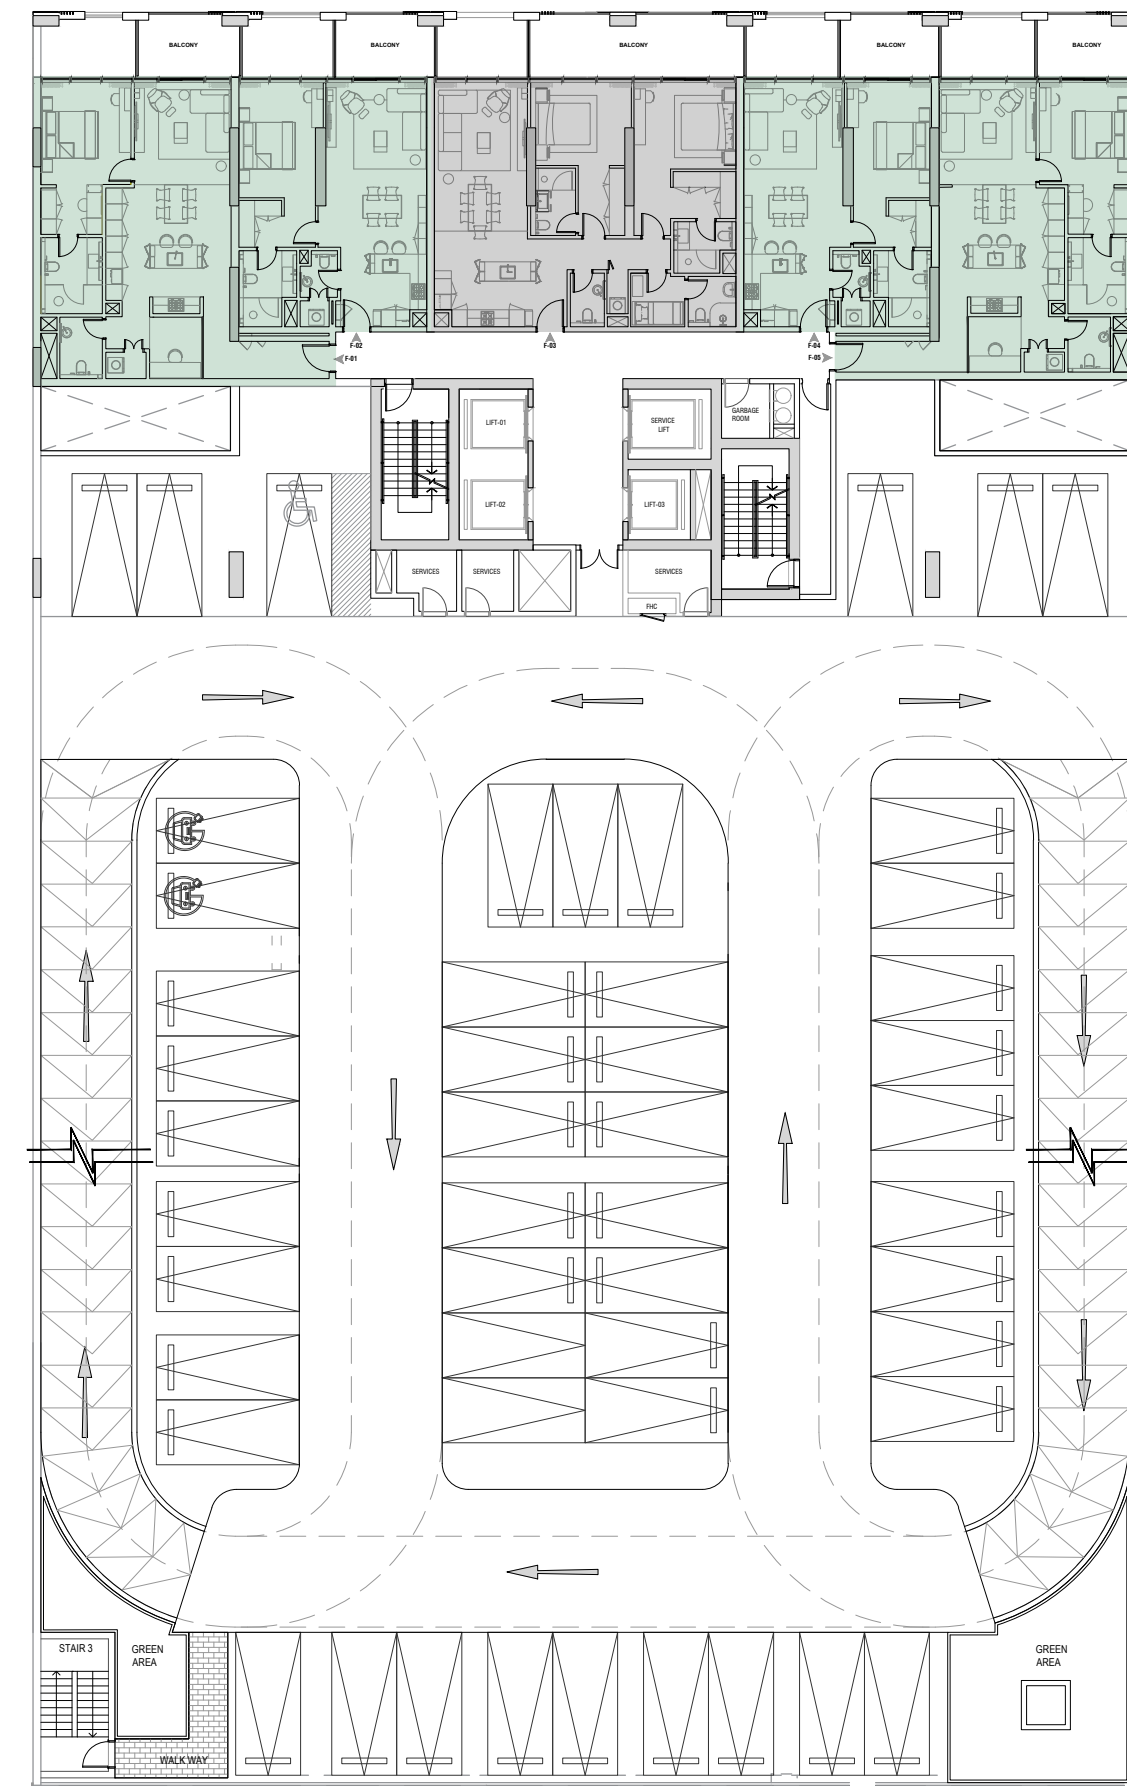 BALCONY
BALCONY
BALCONY
BALCONY
BALCONY
F-02
F-01
F-03
F-04
F-05
LIFT-01
SERVICE
LIFT
GARBAGE
ROOM
LIFT-02
LIFT-03
SERVICES
SERVICES
SERVICES
FHC
STAIR 3
GREEN
AREA
GREEN
AREA
WALK WAY